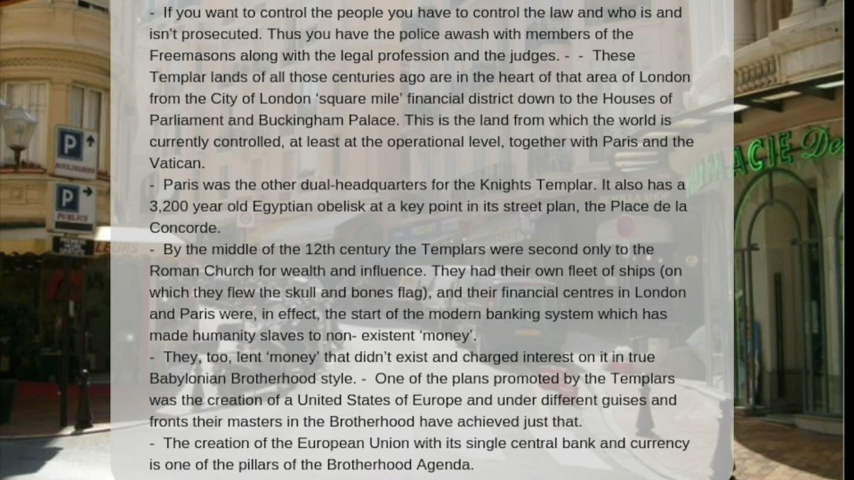 - If you want to control the people you have to control the law and who is and
isn't prosecuted. Thus you have the police awash with members of the
Freemasons along with the legal profession and the judges. - - These
Templar lands of all those centuries ago are in the heart of that area of London
from the City of London ‘square mile’ financial district down to the Houses of
Parliament and Buckingham Palace. This is the land from which the world is
currently controlled, at least at the operational level, together with Paris and the
Vatican.
- Paris was the other dual-headquarters for the Knights Templar. It also has a
3,200 year old Egyptian obelisk at a key point in its street plan, the Place de la
Concorde.
- By the middle of the 12th century the Templars were second only to the
Roman Church for wealth and influence. They had their own fleet of ships (on
which they flew the skull and bones flag), and their financial centres in London
and Paris were, in effect, the start of the modern banking system which has
made humanity slaves to non- existent ‘money’.
- They, too, lent ‘money’ that didn’t exist and charged interest on it in true
Babylonian Brotherhood style. - One of the plans promoted by the Templars
was the creation of a United States of Europe and under different guises and
fronts their masters in the Brotherhood have achieved just that.
- The creation of the European Union with its single central bank and currency
is one of the pillars of the Brotherhood Agenda.
P
P
PUBLIC
MACIE De